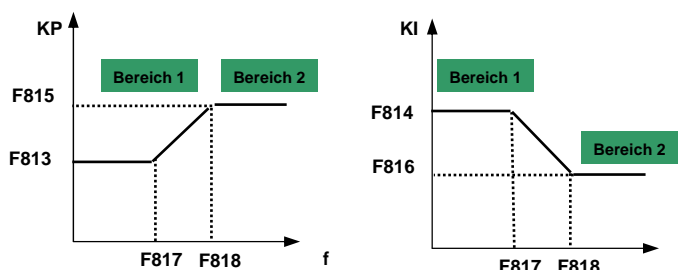 KP
Bereich 1
Bereich 2
F815
F813
F817
F818
f
KI
Bereich 1
F814
Bereich 2
F816
F817
F818